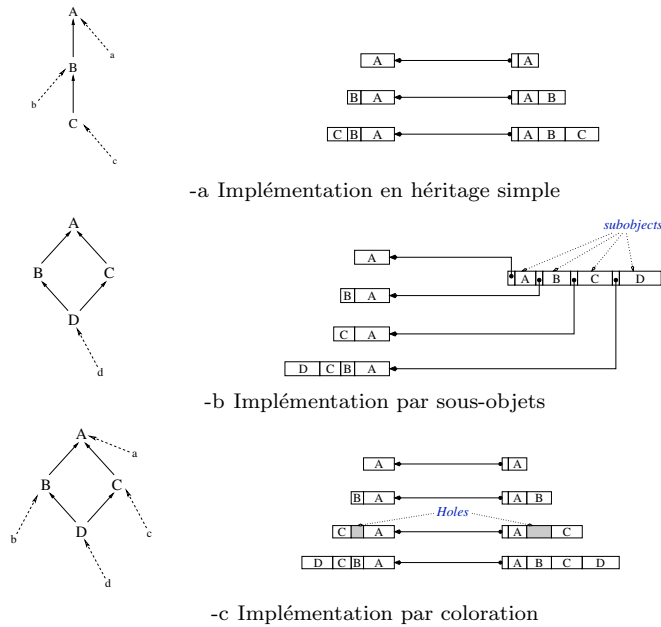 A
a
B
b
C
c
A A
B A A B
C B A A B C
-a Implémentation en héritage simple
A
B C
D
d
subobjects
A
A B C D
B A
C A
D C B A
-b Implémentation par sous-objets
A
a
B C
b c
D
d
A A
B A A B
Holes
C A A C
D C B A A B C D
-c Implémentation par coloration